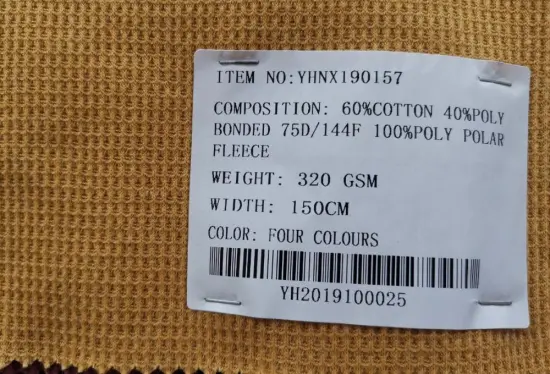 ITEM NO:YHNX190157
COMPOSITION: 60%COTTON 40%POLY
BONDED 75D/144F 100%POLY POLAR
FLEECE
WEIGHT: 320 GSM
WIDTH: 150CM
COLOR: FOUR COLOURS
YH2019100025